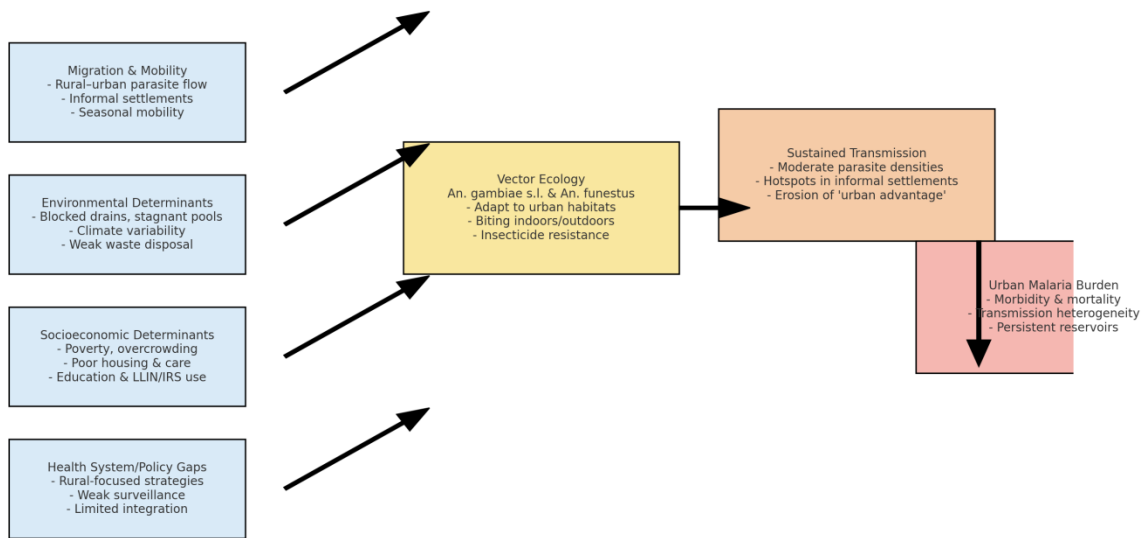 Migration & Mobility
- Rural–urban parasite flow
- Informal settlements
- Seasonal mobility
Environmental Determinants
- Blocked drains, stagnant pools
- Climate variability
- Weak waste disposal
Socioeconomic Determinants
- Poverty, overcrowding
- Poor housing & care
- Education & LLIN/IRS use
Health System/Policy Gaps
- Rural-focused strategies
- Weak surveillance
- Limited integration
Vector Ecology
An. gambiae s.l. & An. funestus
- Adapt to urban habitats
- Biting indoors/outdoors
- Insecticide resistance
Sustained Transmission
- Moderate parasite densities
- Hotspots in informal settlements
- Erosion of 'urban advantage'
Urban Malaria Burden
- Morbidity & mortality
- Transmission heterogeneity
- Persistent reservoirs